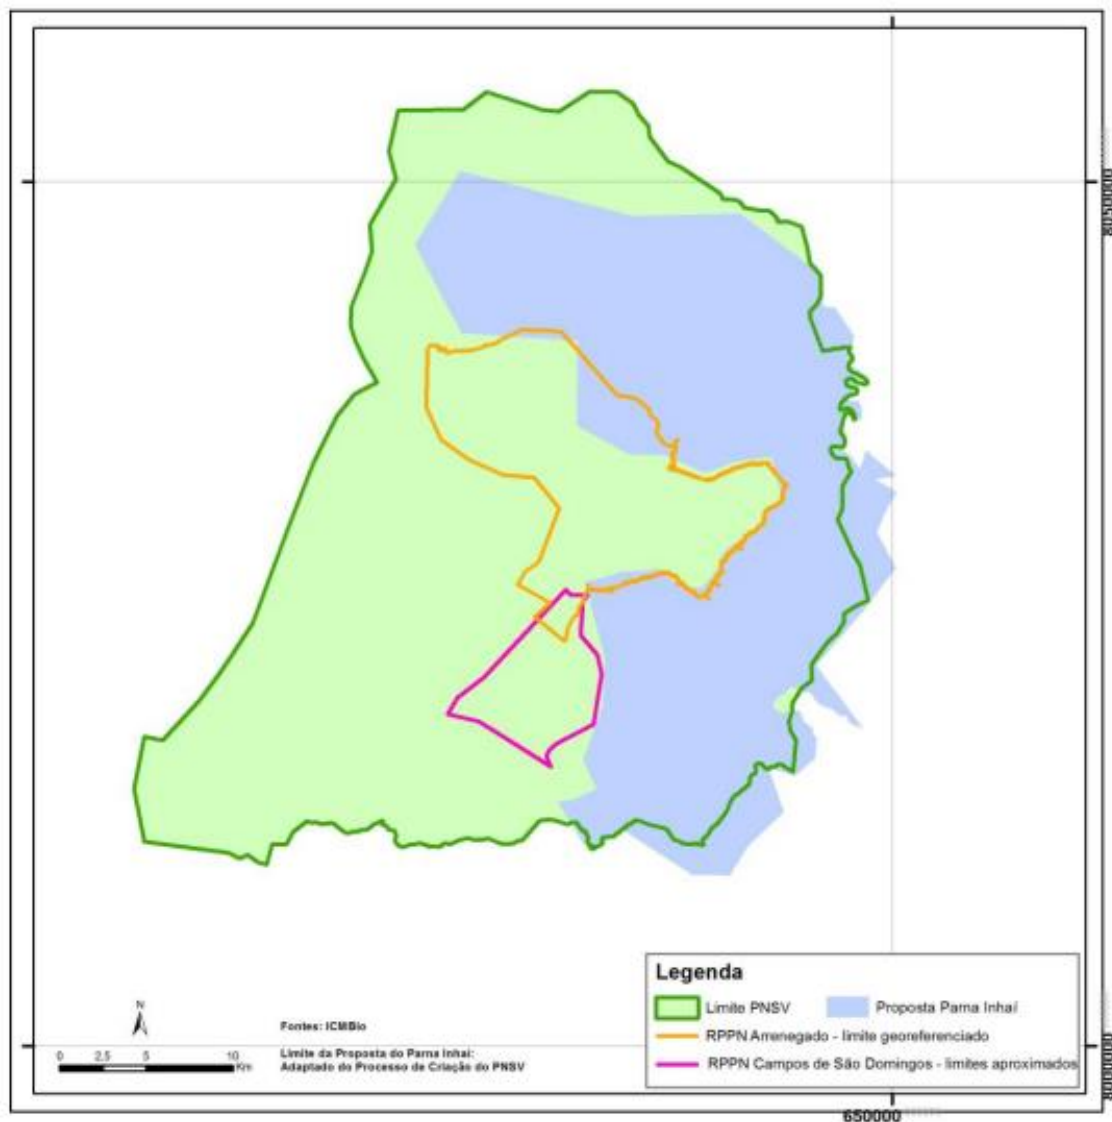 8050000
Legenda
Limite PNSV
Proposta Parna Inhaí
RPPN Arrenegado - limite georeferenciado
RPPN Campos de São Domingos - limites aproximados
N
Fontes: ICMBio
Limite da Proposta do Parna Inhaí:
Adaptado do Processo de Criação do PNSV
0 2,5 5 10
Km
8000000
650000